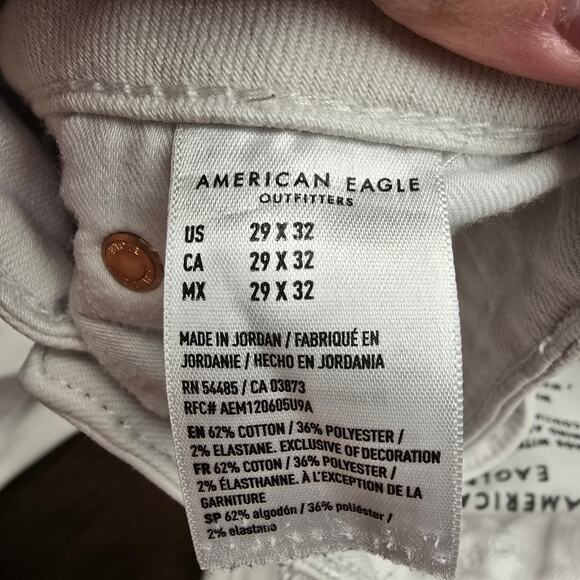 AMERICAN EAGLE
OUTFITTERS
US 29 X 32
CA 29 X 32
MX 29 X 32
MADE IN JORDAN / FABRIQUÉ EN
JORDANIE / HECHO EN JORDANIA
RN 54485 / CA 03873
RFC# AEM120605U9A
EN 62% COTTON / 36% POLYESTER /
2% ELASTANE. EXCLUSIVE OF DECORATION
FR 62% COTON / 36% POLYESTER /
2% ÉLASTHANNE. À L'EXCEPTION DE LA
GARNITURE
SP 62% algodón / 36% poliéster /
2% elastano
AMERICA
EAGLE